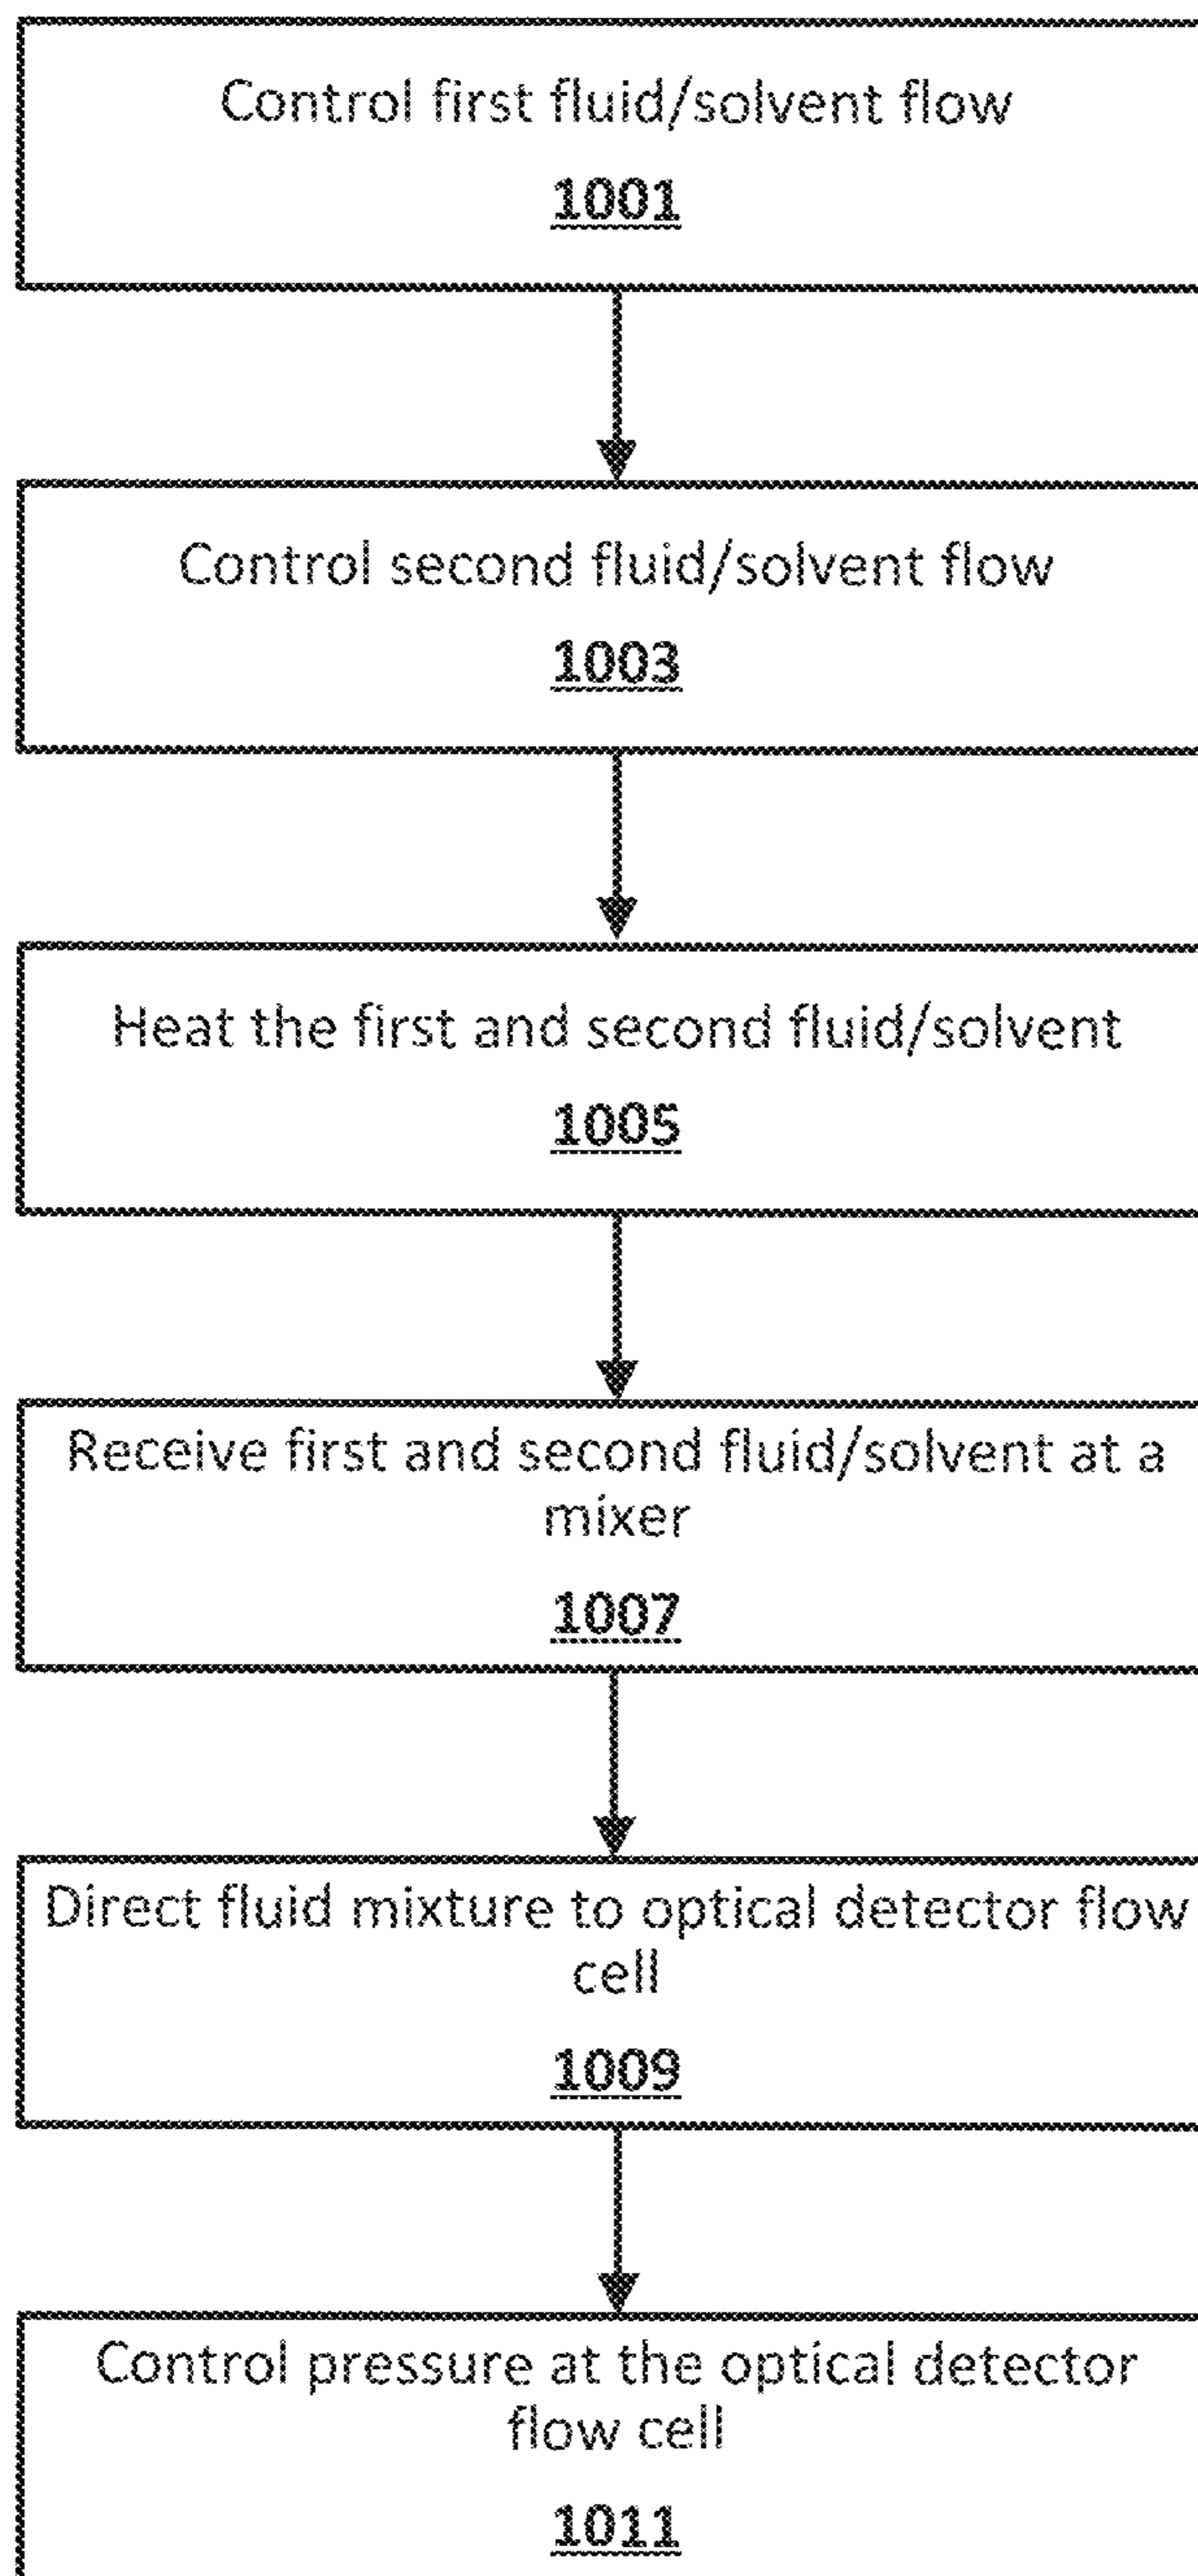 Control first fluid/solvent flow
1001
Control second fluid/solvent flow
1003
Heat the first and second fluid/solvent
1005
Receive first and second fluid/solvent at a
mixer
1007
Direct fluid mixture to optical detector flow
cell
1009
Control pressure at the optical detector
flow cell
1011